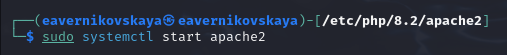 ┌──(eavernikovskaya㉿eavernikovskaya)-[/etc/php/8.2/apache2]
└─$ sudo systemctl start apache2